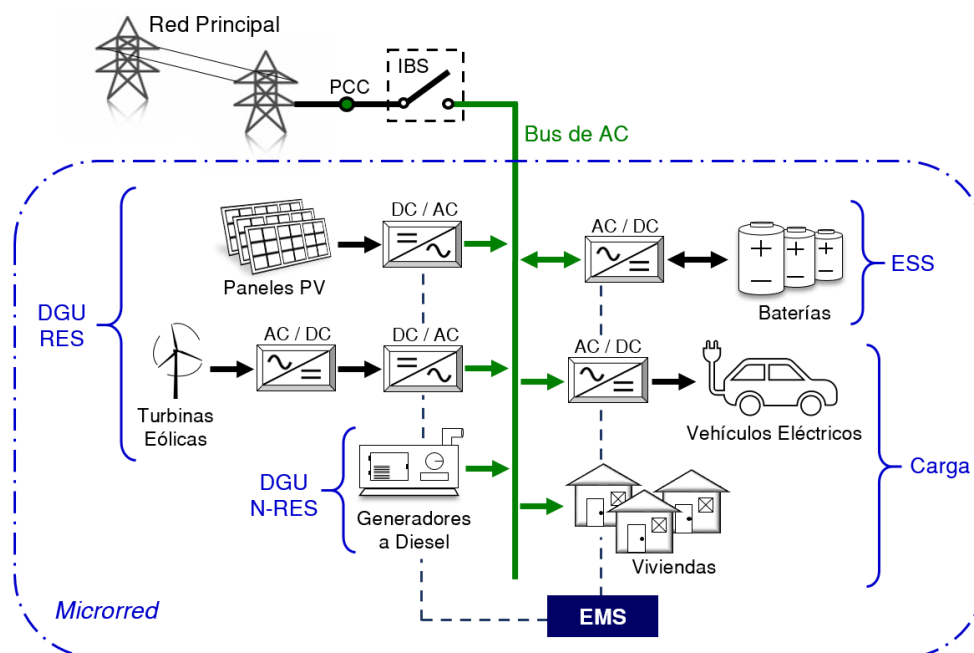 Red Principal
IBS
PCC
Bus de AC
DC / AC
AC / DC
Paneles PV
Baterías
ESS
DGU
RES
AC / DC
DC / AC
AC / DC
Turbinas
Eólicas
Vehículos Eléctricos
Carga
DGU
N-RES
Generadores
a Diesel
Viviendas
Microrred
EMS